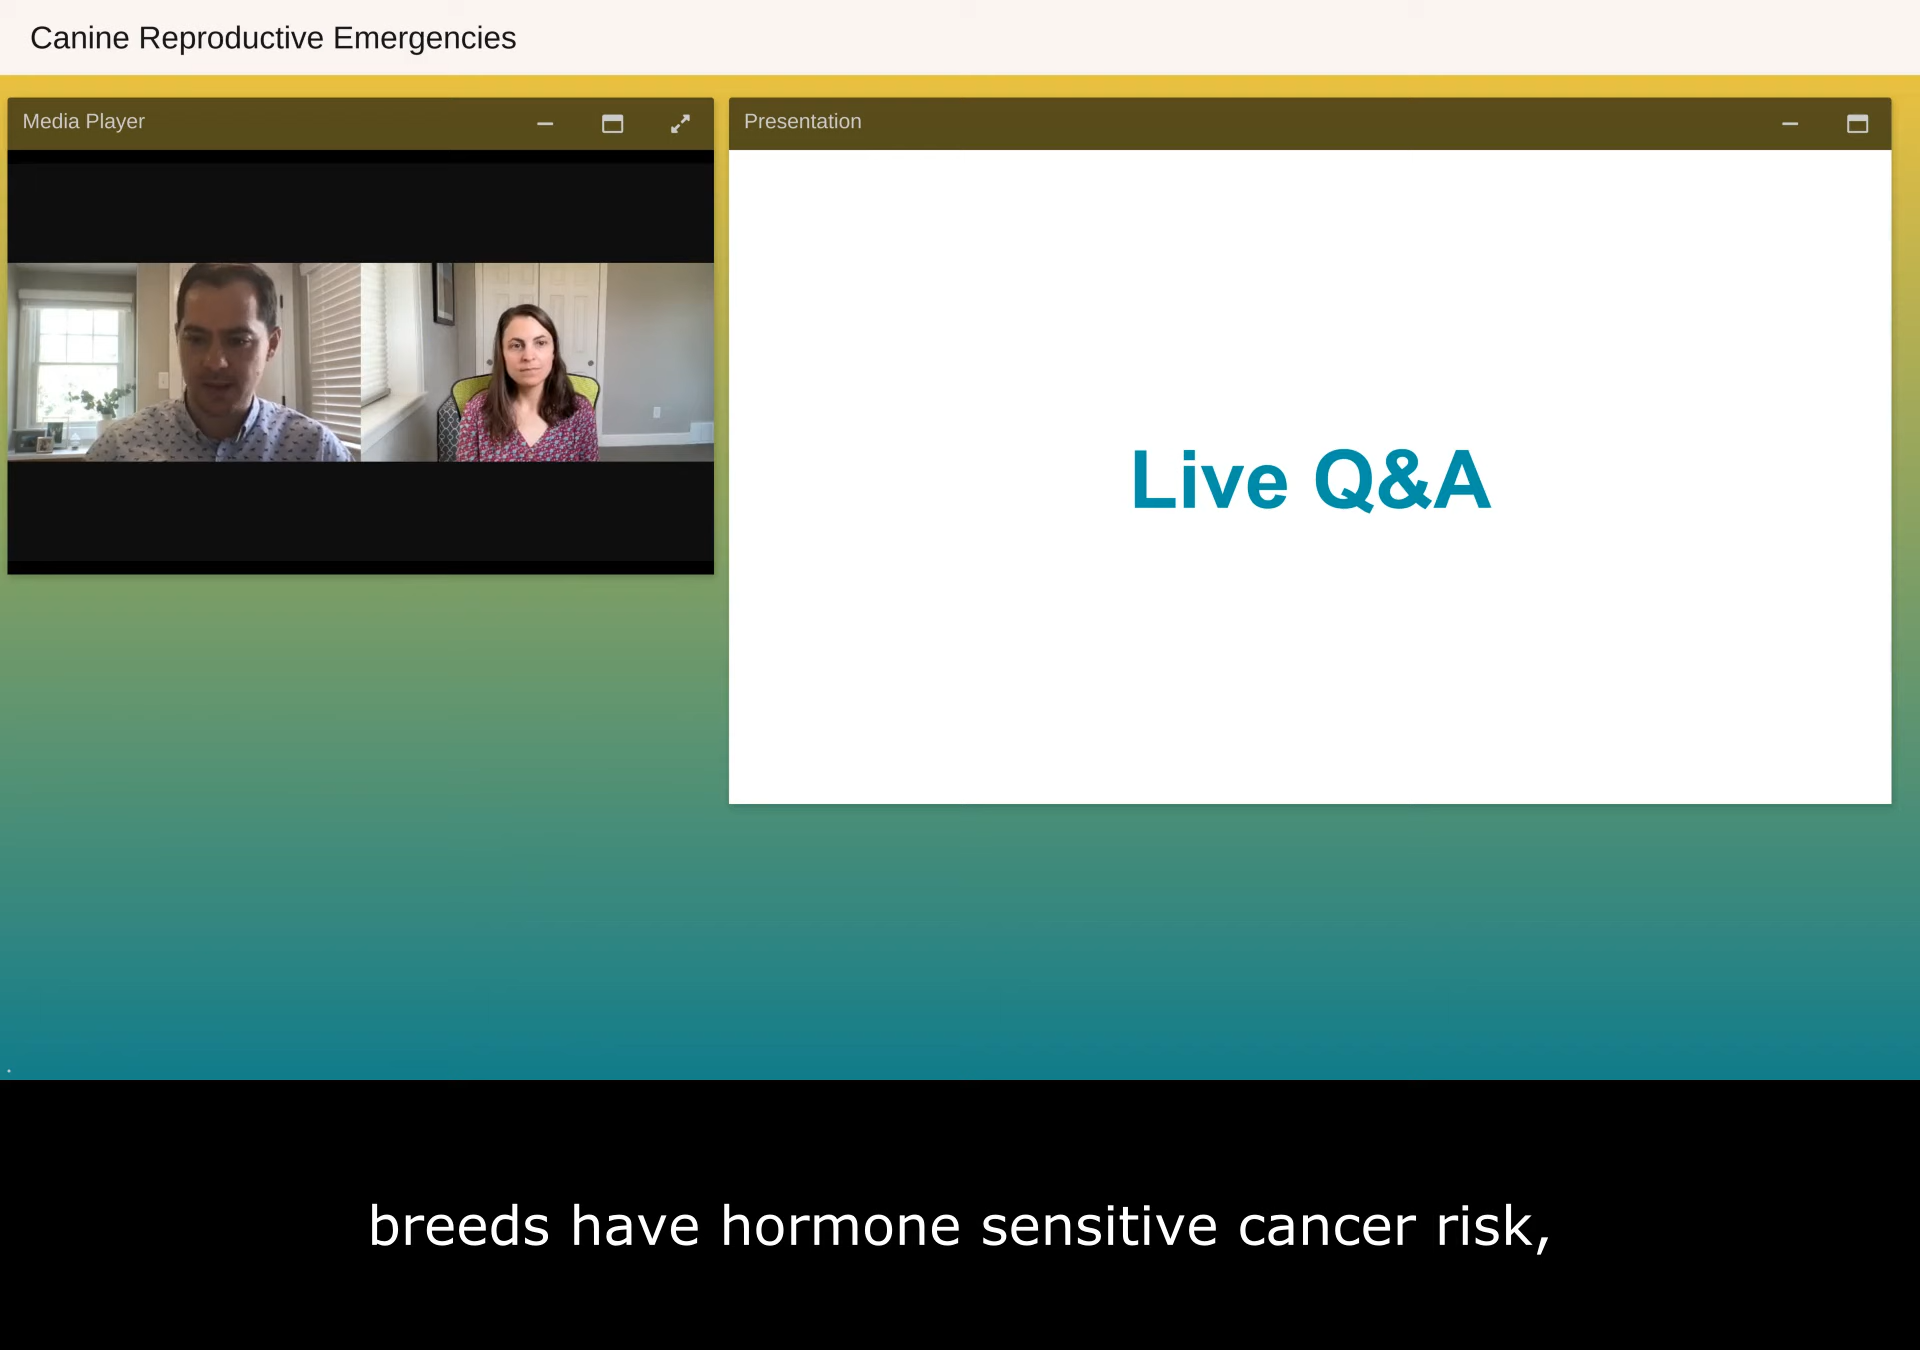 Canine Reproductive Emergencies
Media Player
Presentation
Live Q&A
breeds have hormone sensitive cancer risk,